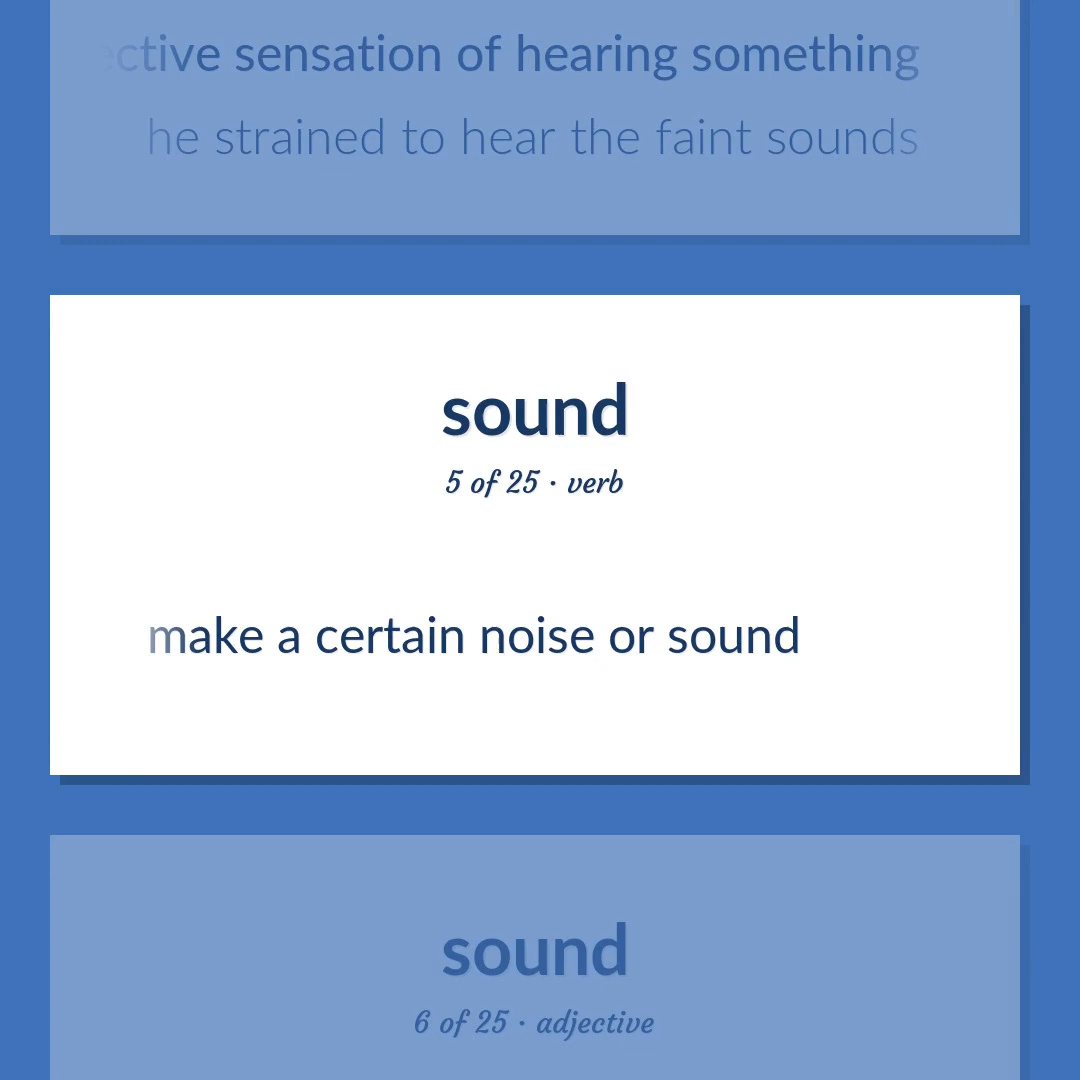 ective sensation of hearing something
he strained to hear the faint sounds
sound
5 of 25 · verb
make a certain noise or sound
sound
6 of 25 · adjective